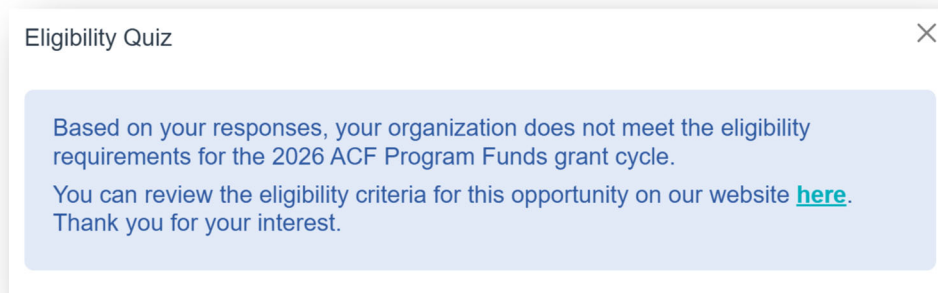 Eligibility Quiz
Based on your responses, your organization does not meet the eligibility
requirements for the 2026 ACF Program Funds grant cycle.
You can review the eligibility criteria for this opportunity on our website here.
Thank you for your interest.